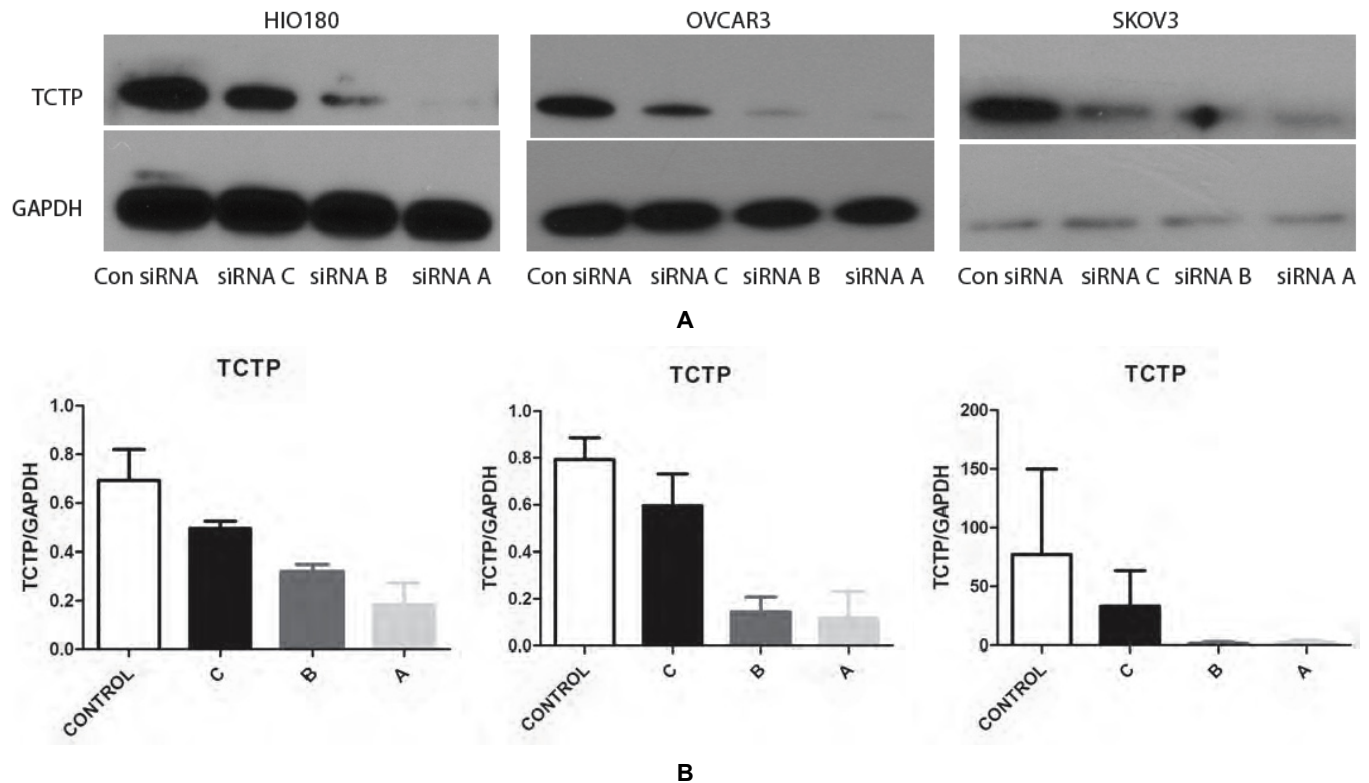 HIO180 OVCAR3 SKOV3
TCTP
GAPDH
Con siRNA siRNA C siRNA B siRNA A Con siRNA siRNA C siRNA B siRNA A Con siRNA siRNA C siRNA B siRNA A
A
TCTP
1.0
0.8
0.6
0.4
0.2
0.0
TCTP/GAPDH
CONTROL C B A
TCTP
1.0
0.8
0.6
0.4
0.2
0.0
TCTP/GAPDH
CONTROL C B A
TCTP
200
150
100
50
0
TCTP/GAPDH
CONTROL C B A
B